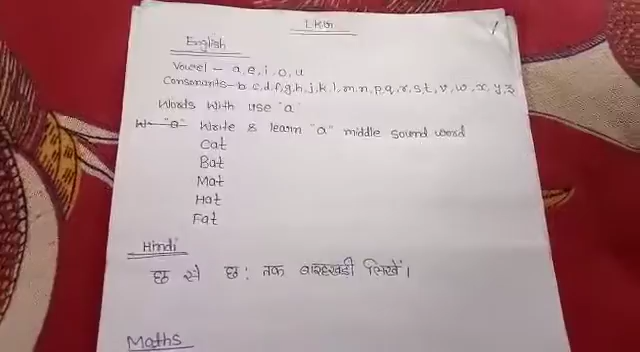 LKG
1
English
Vowel - a, e, i, o, u
Consonants - b, c, d, f, g, h, j, k, l, m, n, p, q, r, s, t, v, w, x, y, z
Words with use "a"
Write & learn "a" middle sound word
Cat
Bat
Mat
Hat
Fat
Hindi
छ से छः तक बारहखडी लिखें।
Maths